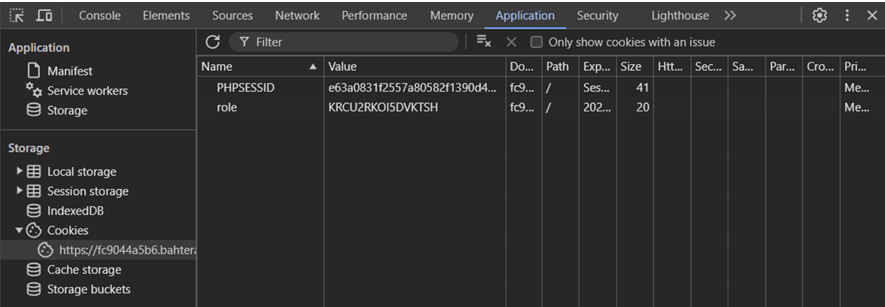 Console Elements Sources Network Performance Memory Application Security Lighthouse
Application
Filter
Only show cookies with an issue
Manifest
Service workers
Storage
Name Value Do... Path Exp... Size Htt... Sec... Sa... Par... Cro... Pri...
PHPSESSID e63a0831f2557a80582f1390d4... fc9... / Ses... 41 Me...
role KRCU2RKOI5DVKTSH fc9... / 202... 20 Me...
Storage
Local storage
Session storage
IndexedDB
Cookies
https://fc9044a5b6.bahtera
Cache storage
Storage buckets